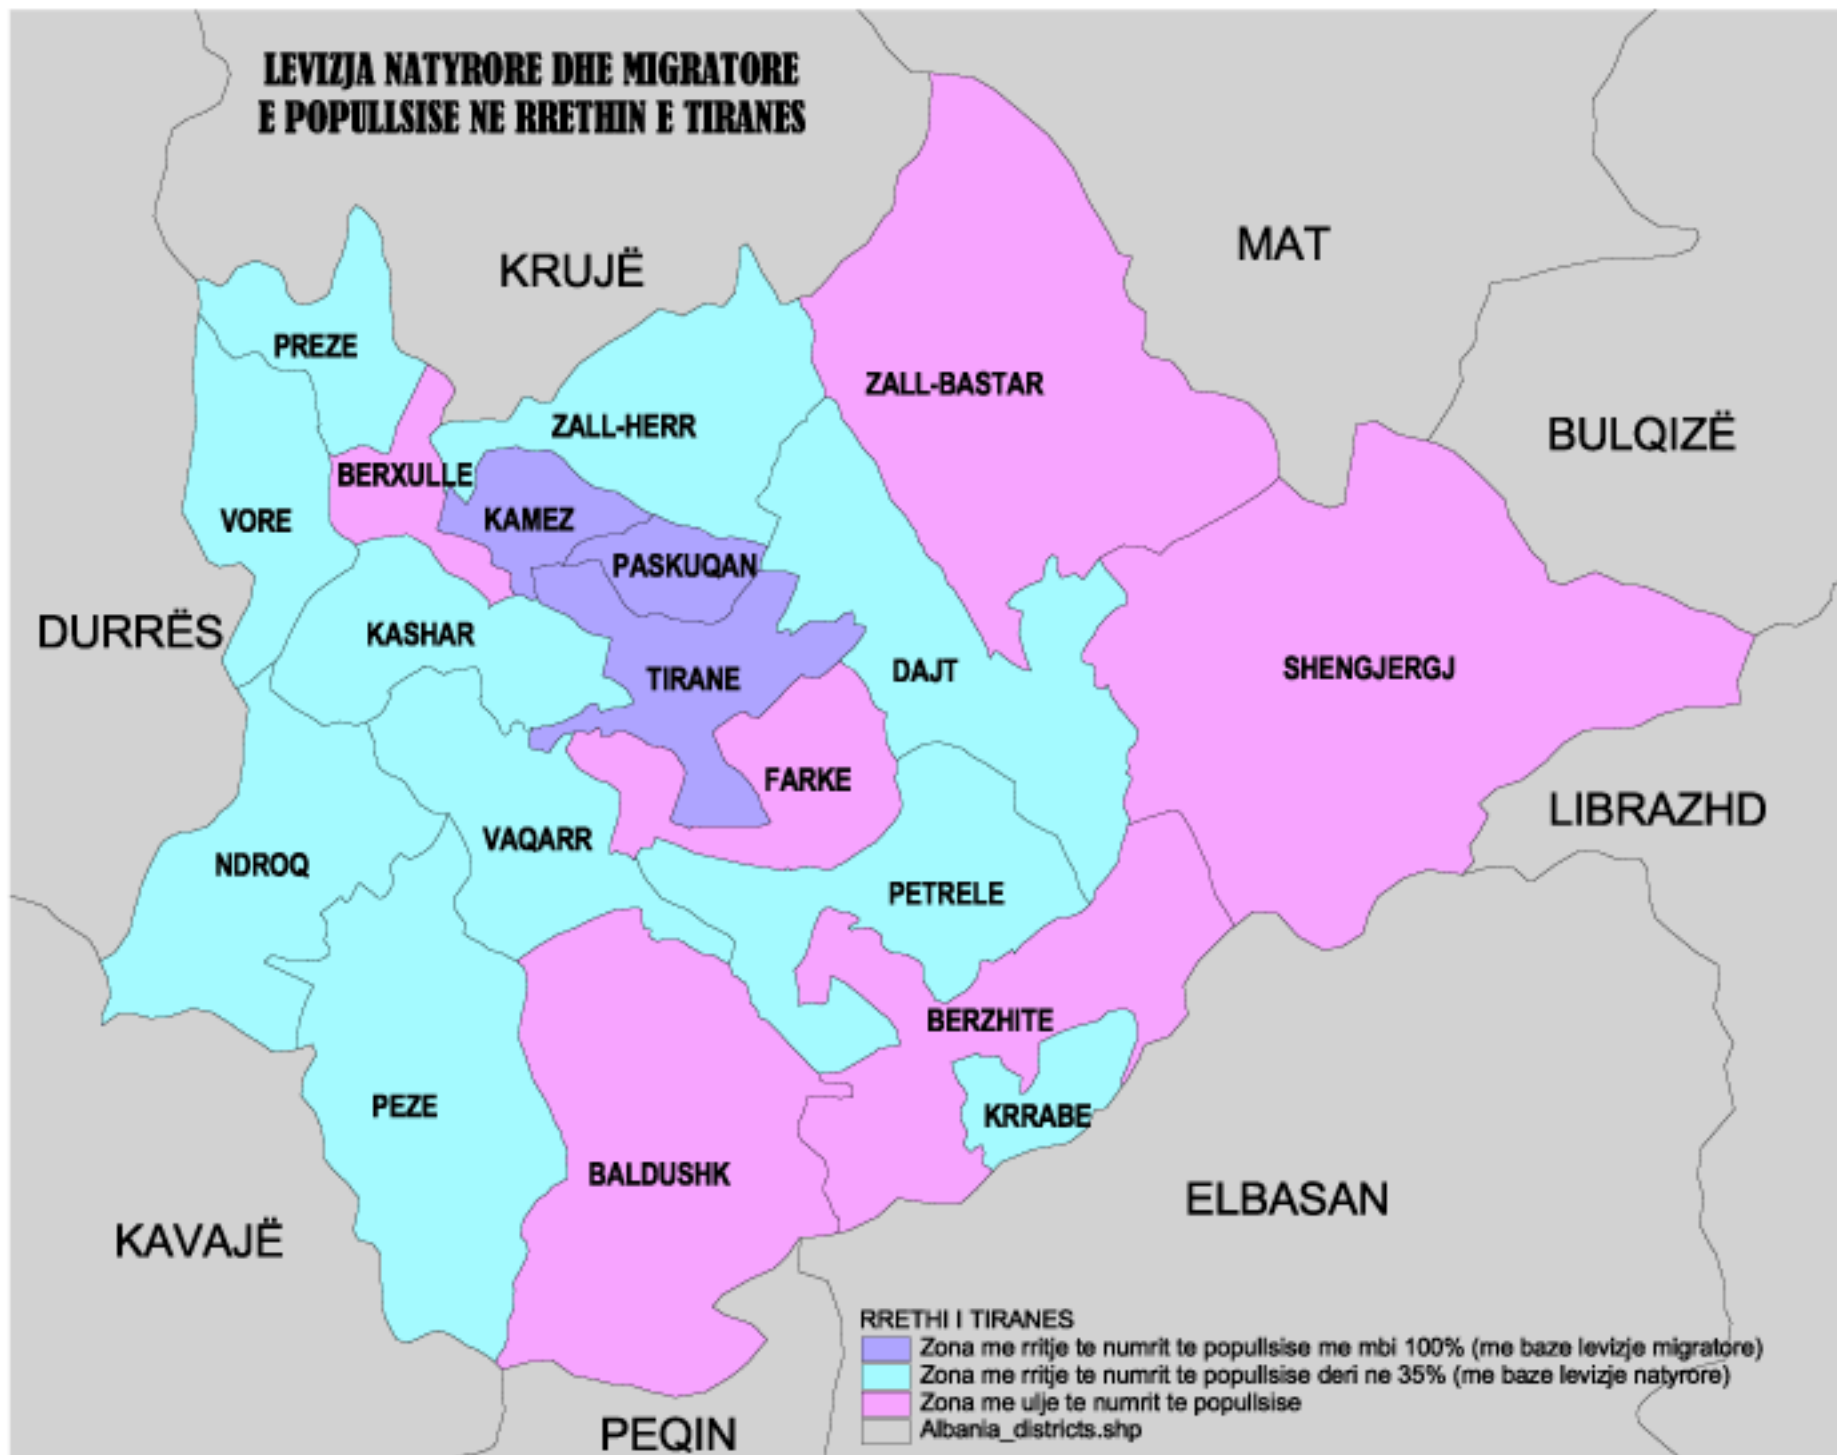 LEVIZJA NATYRORE DHE MIGRATORE
E POPULLSISE NE RRETHIN E TIRANES
MAT
KRUJË
PREZE
ZALL-BASTAR
ZALL-HERR
BULQIZË
BERXULLE
VORE
KAMEZ
PASKUQAN
DURRËS
KASHAR
TIRANE
DAJT
SHENGJERGJ
FARKE
LIBRAZHD
VAQARR
NDROQ
PETRELE
BERZHITE
PEZE
KRRABE
BALDUSHK
ELBASAN
KAVAJË
RRETHI I TIRANES
Zona me rritje te numrit te popullsise me mbi 100% (me baze levizje migratore)
Zona me rritje te numrit te popullsise deri ne 35% (me baze levizje natyrore)
Zona me ulje te numrit te popullsise
Albania_districts.shp
PEQIN